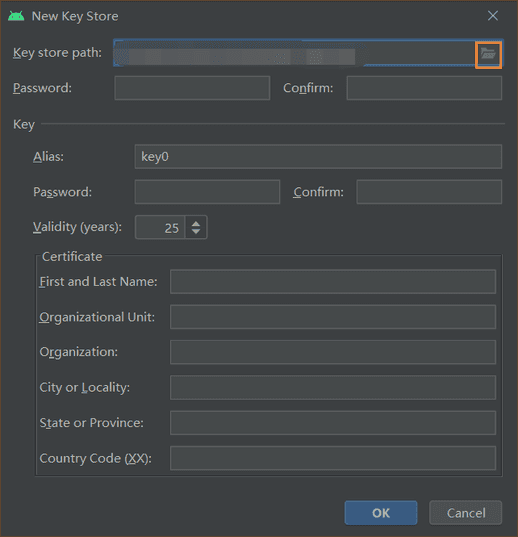 New Key Store
Key store path:
Password: Confirm:
Key
Alias: key0
Password: Confirm:
Validity (years): 25
Certificate
First and Last Name:
Organizational Unit:
Organization:
City or Locality:
State or Province:
Country Code (XX):
OK Cancel